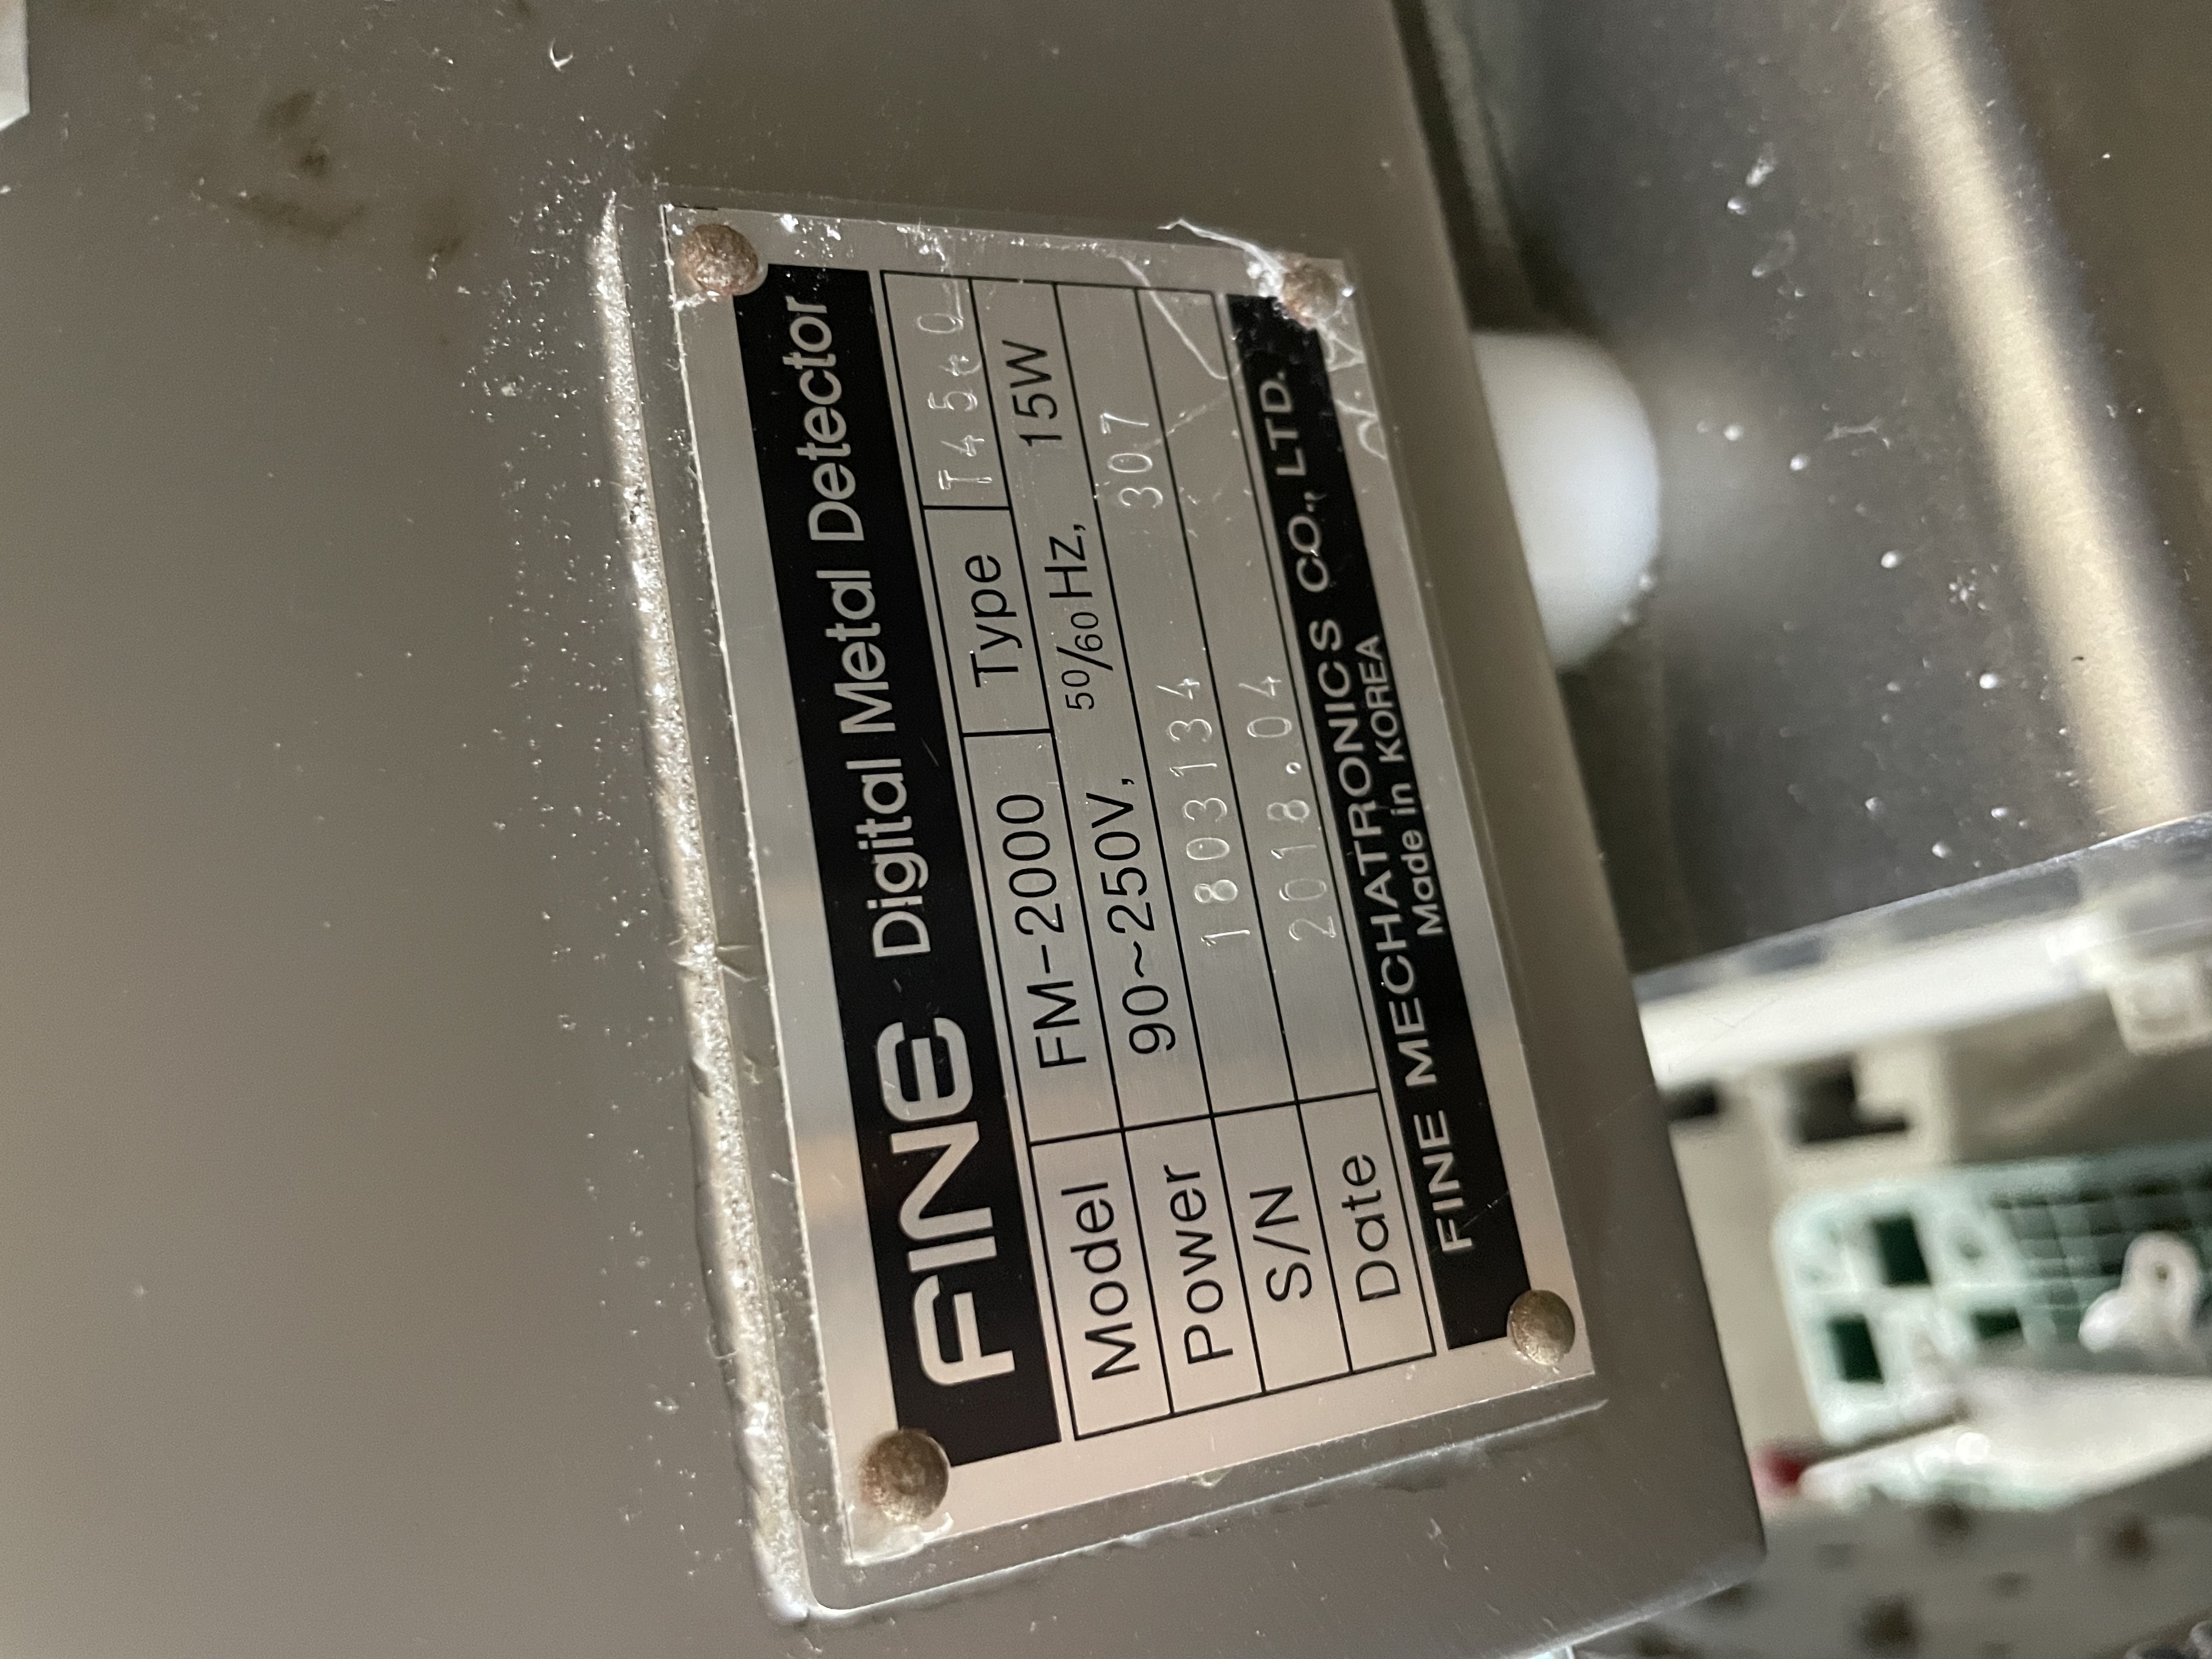 FINE Digital Metal Detector
Model FM-2000 Type T4540
Power 90~250V, 50/60Hz, 15W
S/N 1803134 307
Date 2018.04
FINE MECHATRONICS CO., LTD.
Made in KOREA